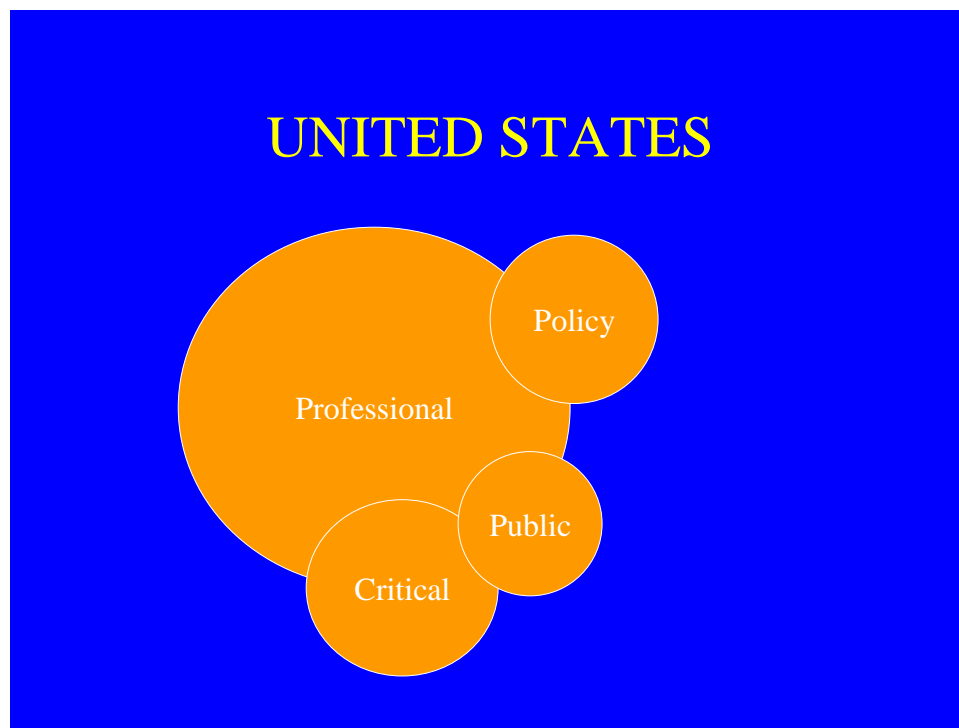 UNITED STATES
Policy
Professional
Public
Critical